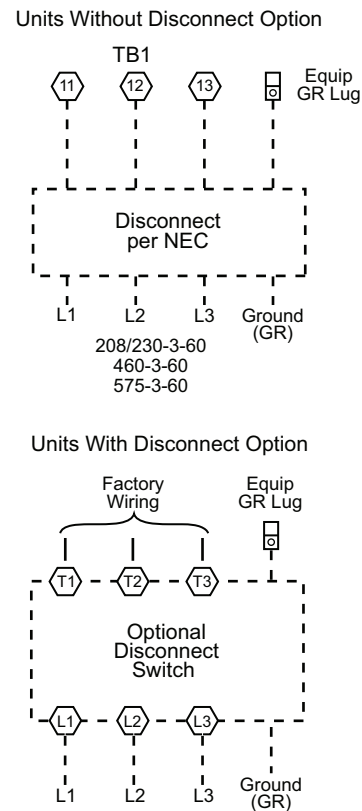 Units Without Disconnect Option
TB1
11 12 13 Equip
GR Lug
Disconnect
per NEC
L1 L2 L3 Ground
(GR)
208/230-3-60
460-3-60
575-3-60
Units With Disconnect Option
Factory
Wiring
Equip
GR Lug
T1 T2 T3
Optional
Disconnect
Switch
L1 L2 L3
L1 L2 L3 Ground
(GR)